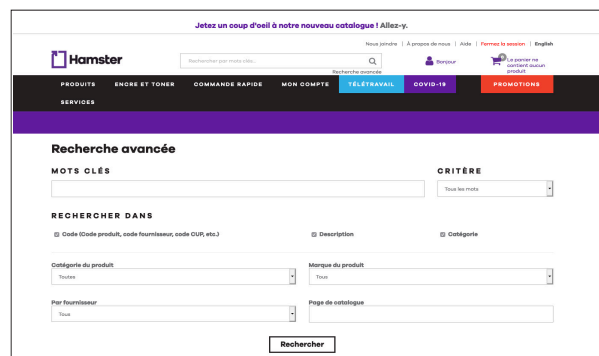 Jetez un coup d'oeil à notre nouveau catalogue ! Allez-y.
Nous joindre | À propos de nous | Aide | Fermez la session | English
Hamster
Rechercher par mots clés...
Recherche avancée
Bonjour
0
Le panier ne
contient aucun
produit
PRODUITS ENCRE ET TONER COMMANDE RAPIDE MON COMPTE TÉLÉTRAVAIL COVID-19 PROMOTIONS
SERVICES
Recherche avancée
MOTS CLÉS CRITÈRE
Tous les mots
RECHERCHER DANS
Code (Code produit, code fournisseur, code CUP, etc.) Description Catégorie
Catégorie du produit Marque du produit
Toutes Tous
Par fournisseur Page de catalogue
Tous
Rechercher